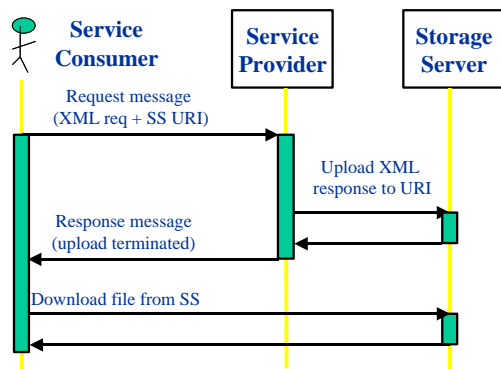 Service
Consumer
Service
Provider
Storage
Server
Request message
(XML req + SS URI)
Upload XML
response to URI
Response message
(upload terminated)
Download file from SS